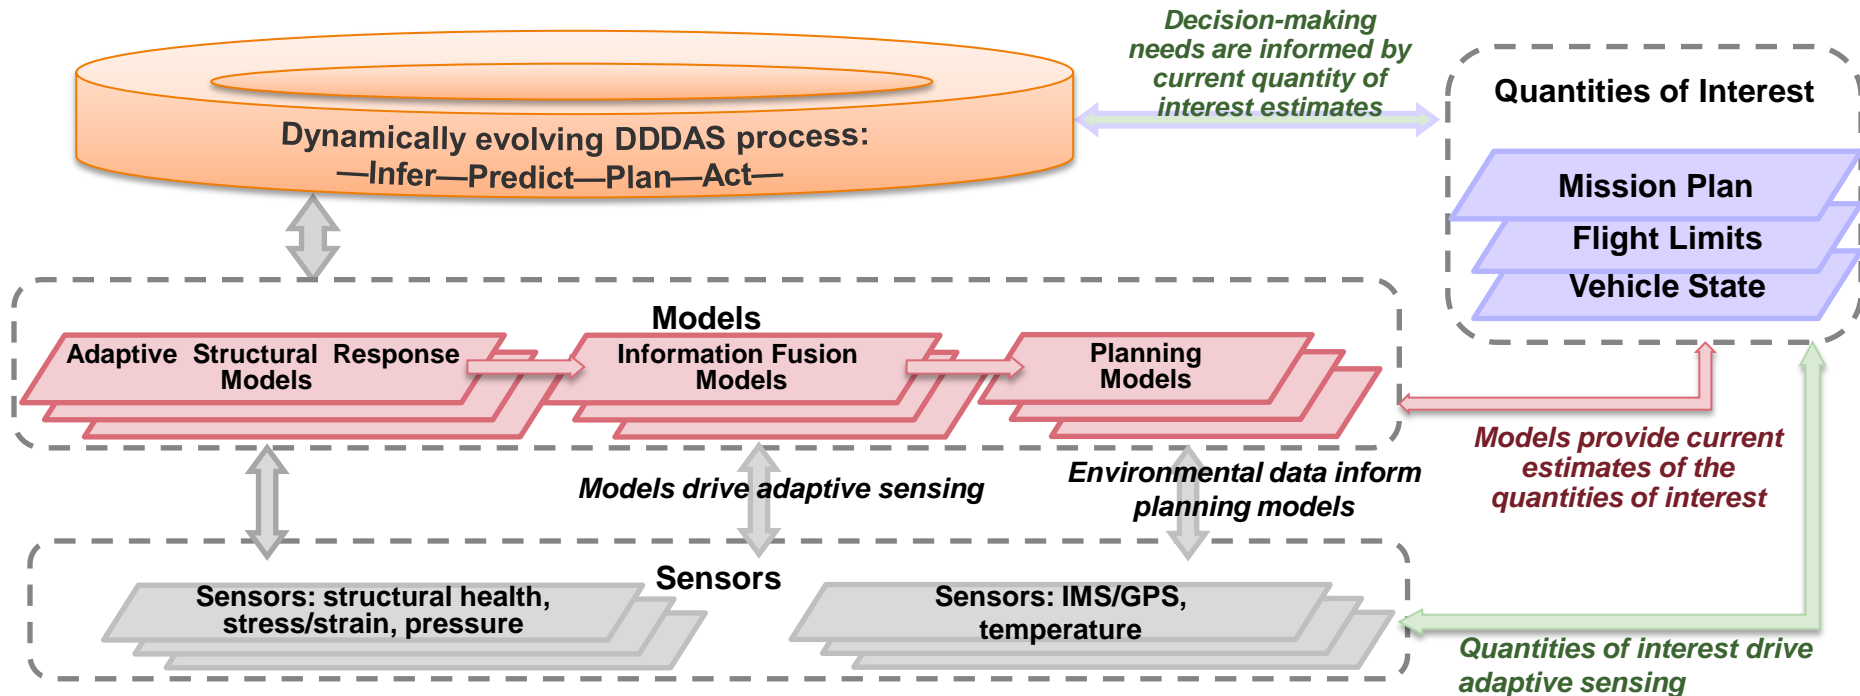 Decision-making
needs are informed by
current quantity of
interest estimates
Quantities of Interest
Dynamically evolving DDDAS process:
—Infer—Predict—Plan—Act—
Mission Plan
Flight Limits
Vehicle State
Models
Adaptive Structural Response
Models
Information Fusion
Models
Planning
Models
Models provide current
estimates of the
quantities of interest
Models drive adaptive sensing
Environmental data inform
planning models
Sensors
Sensors: structural health,
stress/strain, pressure
Sensors: IMS/GPS,
temperature
Quantities of interest drive
adaptive sensing